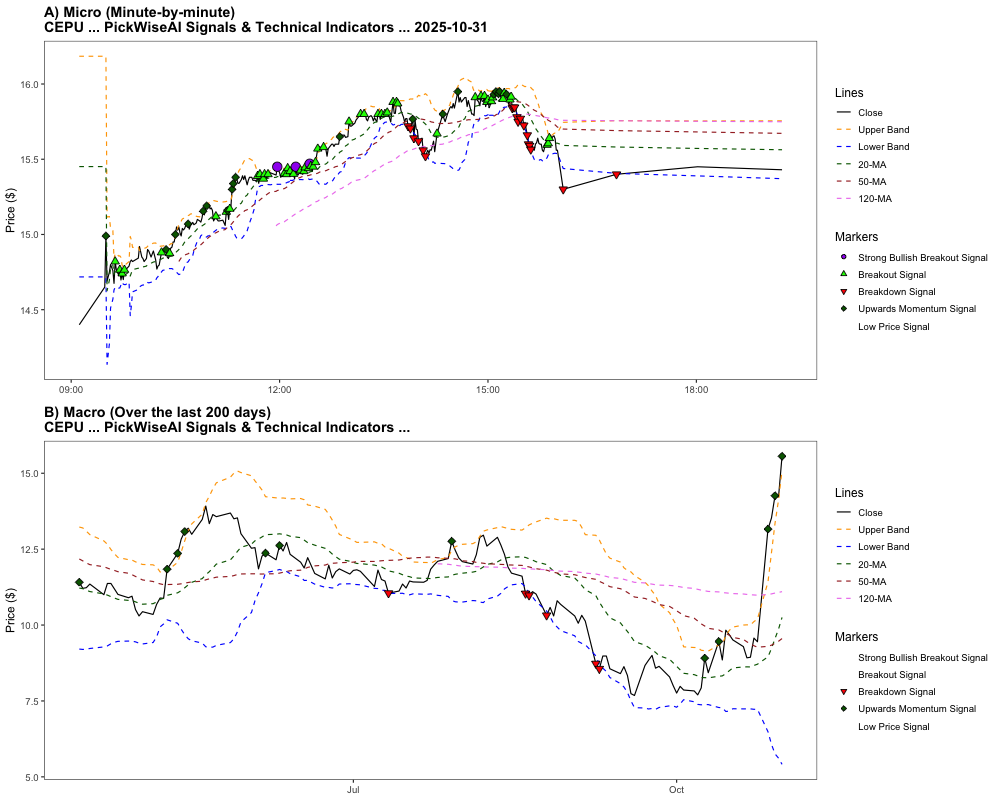 A) Micro (Minute-by-minute)
CEPU ... PickWiseAI Signals & Technical Indicators ... 2025-10-31
Price ($)
16.0
15.5
15.0
14.5
09:00
12:00
15:00
18:00
Lines
Close
Upper Band
Lower Band
20-MA
50-MA
120-MA
Markers
Strong Bullish Breakout Signal
Breakout Signal
Breakdown Signal
Upwards Momentum Signal
Low Price Signal
B) Macro (Over the last 200 days)
CEPU ... PickWiseAI Signals & Technical Indicators ...
Price ($)
15.0
12.5
10.0
7.5
5.0
Jul
Oct
Lines
Close
Upper Band
Lower Band
20-MA
50-MA
120-MA
Markers
Strong Bullish Breakout Signal
Breakout Signal
Breakdown Signal
Upwards Momentum Signal
Low Price Signal